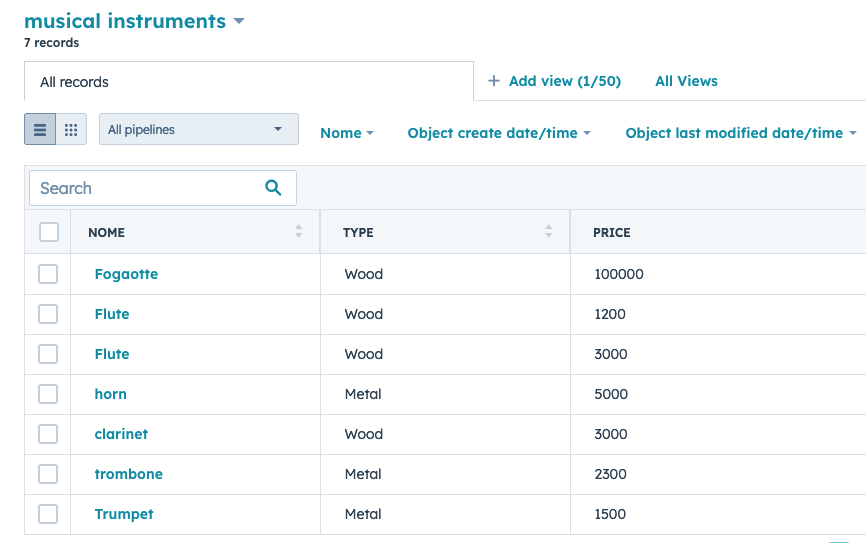 musical instruments
7 records
All records
+ Add view (1/50) All Views
All pipelines Nome Object create date/time Object last modified date/time
Search
NOME TYPE PRICE
Fogaotte Wood 100000
Flute Wood 1200
Flute Wood 3000
horn Metal 5000
clarinet Wood 3000
trombone Metal 2300
Trumpet Metal 1500